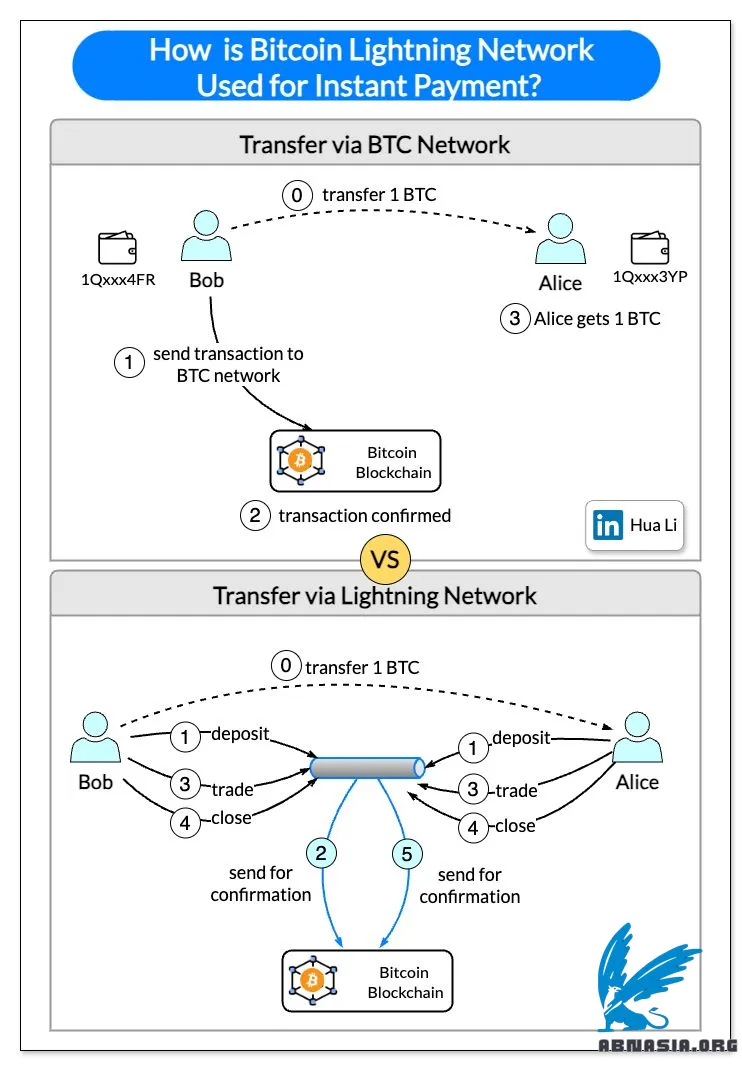 How is Bitcoin Lightning Network
Used for Instant Payment?
Transfer via BTC Network
0 transfer 1 BTC
1Qxxx4FR
Bob
Alice
1Qxxx3YP
3 Alice gets 1 BTC
1 send transaction to
BTC network
Bitcoin
Blockchain
2 transaction confirmed
in Hua Li
VS
Transfer via Lightning Network
0 transfer 1 BTC
1 deposit
1 deposit
Bob
Alice
3 trade
3 trade
4 close
4 close
2
5
send for
confirmation
send for
confirmation
Bitcoin
Blockchain
ABNASIA.ORG